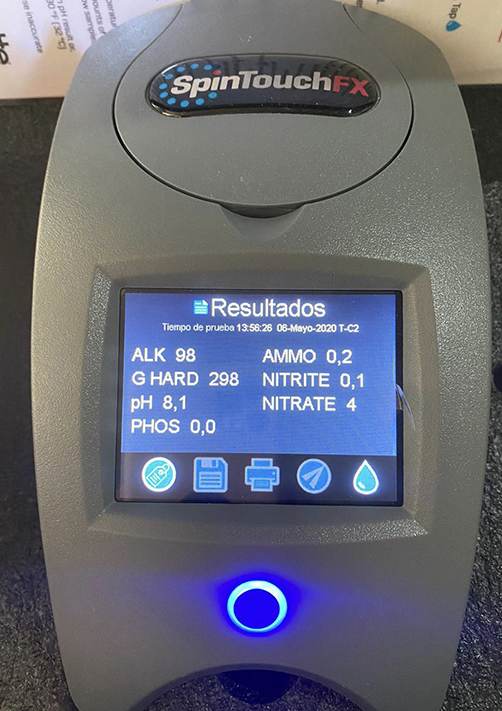 Tap
SpinTouchFX
Resultados
Tiempo de prueba 13:56:26 06-Mayo-2020 T-C2
ALK 98 AMMO 0,2
G HARD 298 NITRITE 0,1
pH 8,1 NITRATE 4
PHOS 0,0